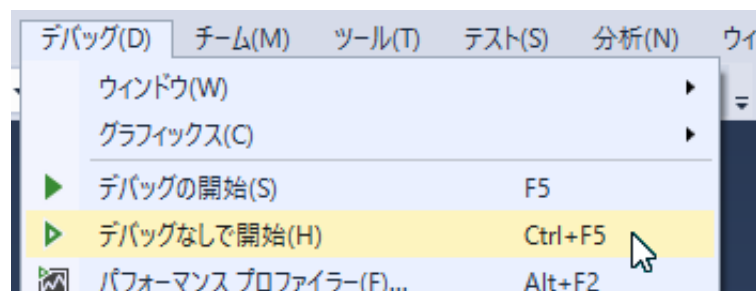 デバッグ(D) チーム(M) ツール(T) テスト(S) 分析(N) ウィ
ウィンドウ(W)
グラフィックス(C)
デバッグの開始(S) F5
デバッグなしで開始(H) Ctrl+F5
パフォーマンス プロファイラー(F)... Alt+F2